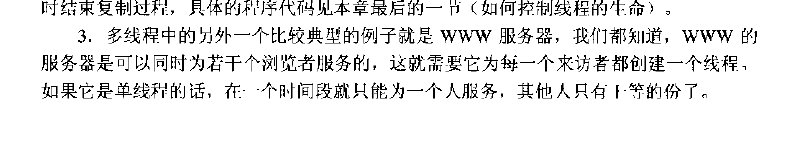 时结束复制过程，具体的程序代码见本章最后的一节（如何控制线程的生命）。
3．多线程中的另外一个比较典型的例子就是 WWW 服务器，我们都知道，WWW 的
服务器是可以同时为若干个浏览者服务的，这就需要它为每一个来访者都创建一个线程。
如果它是单线程的话，在一个时间段就只能为一个人服务，其他人只有干等的份了。